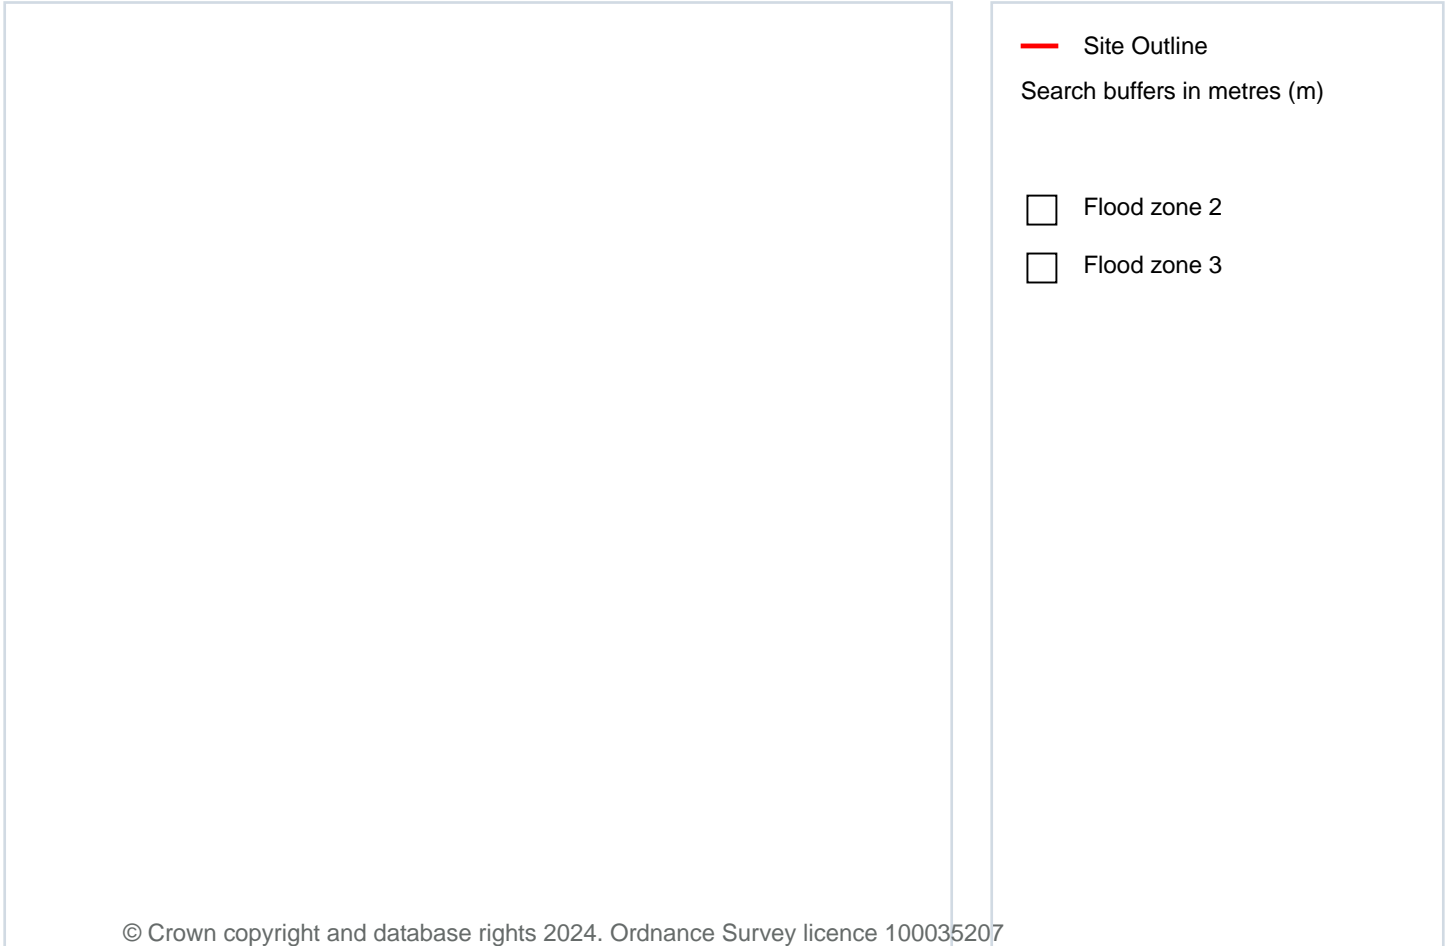 Site Outline
Search buffers in metres (m)
Flood zone 2
Flood zone 3
© Crown copyright and database rights 2024. Ordnance Survey licence 100035207